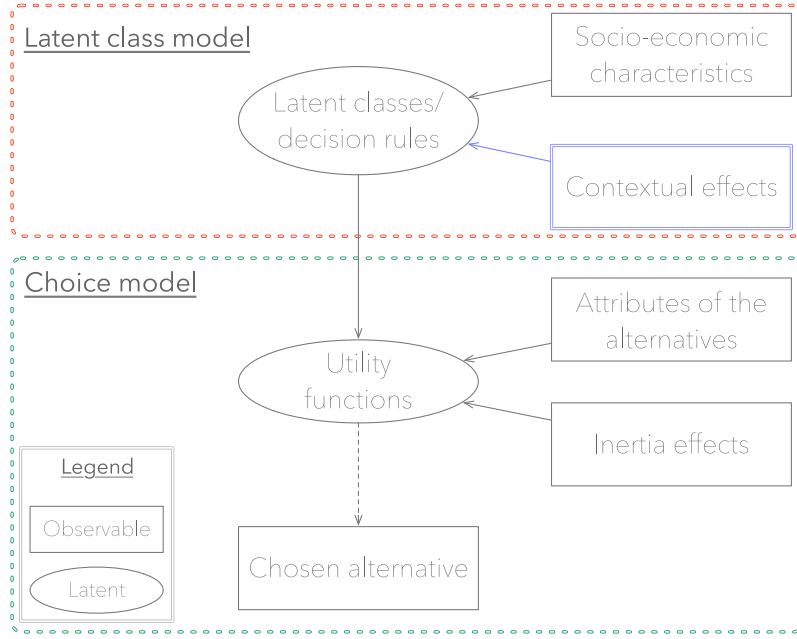 Latent class model
Socio-economic
characteristics
Latent classes/
decision rules
Contextual effects
Choice model
Attributes of the
alternatives
Utility
functions
Inertia effects
Legend
Observable
Latent
Chosen alternative